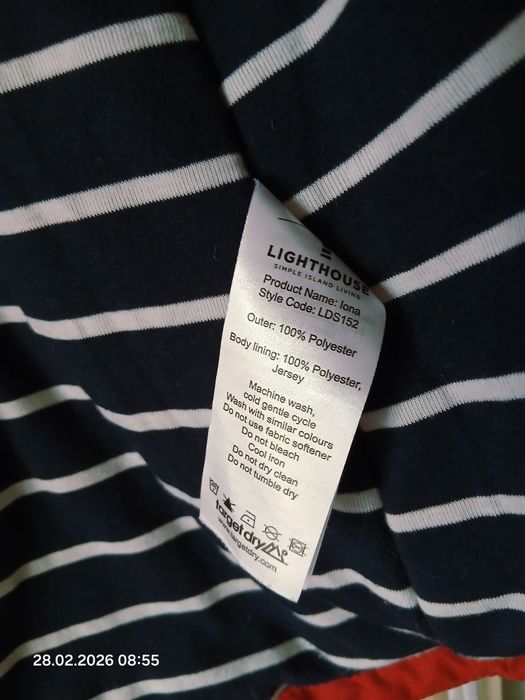 LIGHTHOUSE
SIMPLE ISLAND LIVING
Product Name: Iona
Style Code: LDS152
Outer: 100% Polyester
Body lining: 100% Polyester,
Jersey
Machine wash,
cold gentle cycle
Wash with similar colours
Do not use fabric softener
Do not bleach
Cool iron
Do not dry clean
Do not tumble dry
targetdry
www.targetdry.com
28.02.2026 08:55